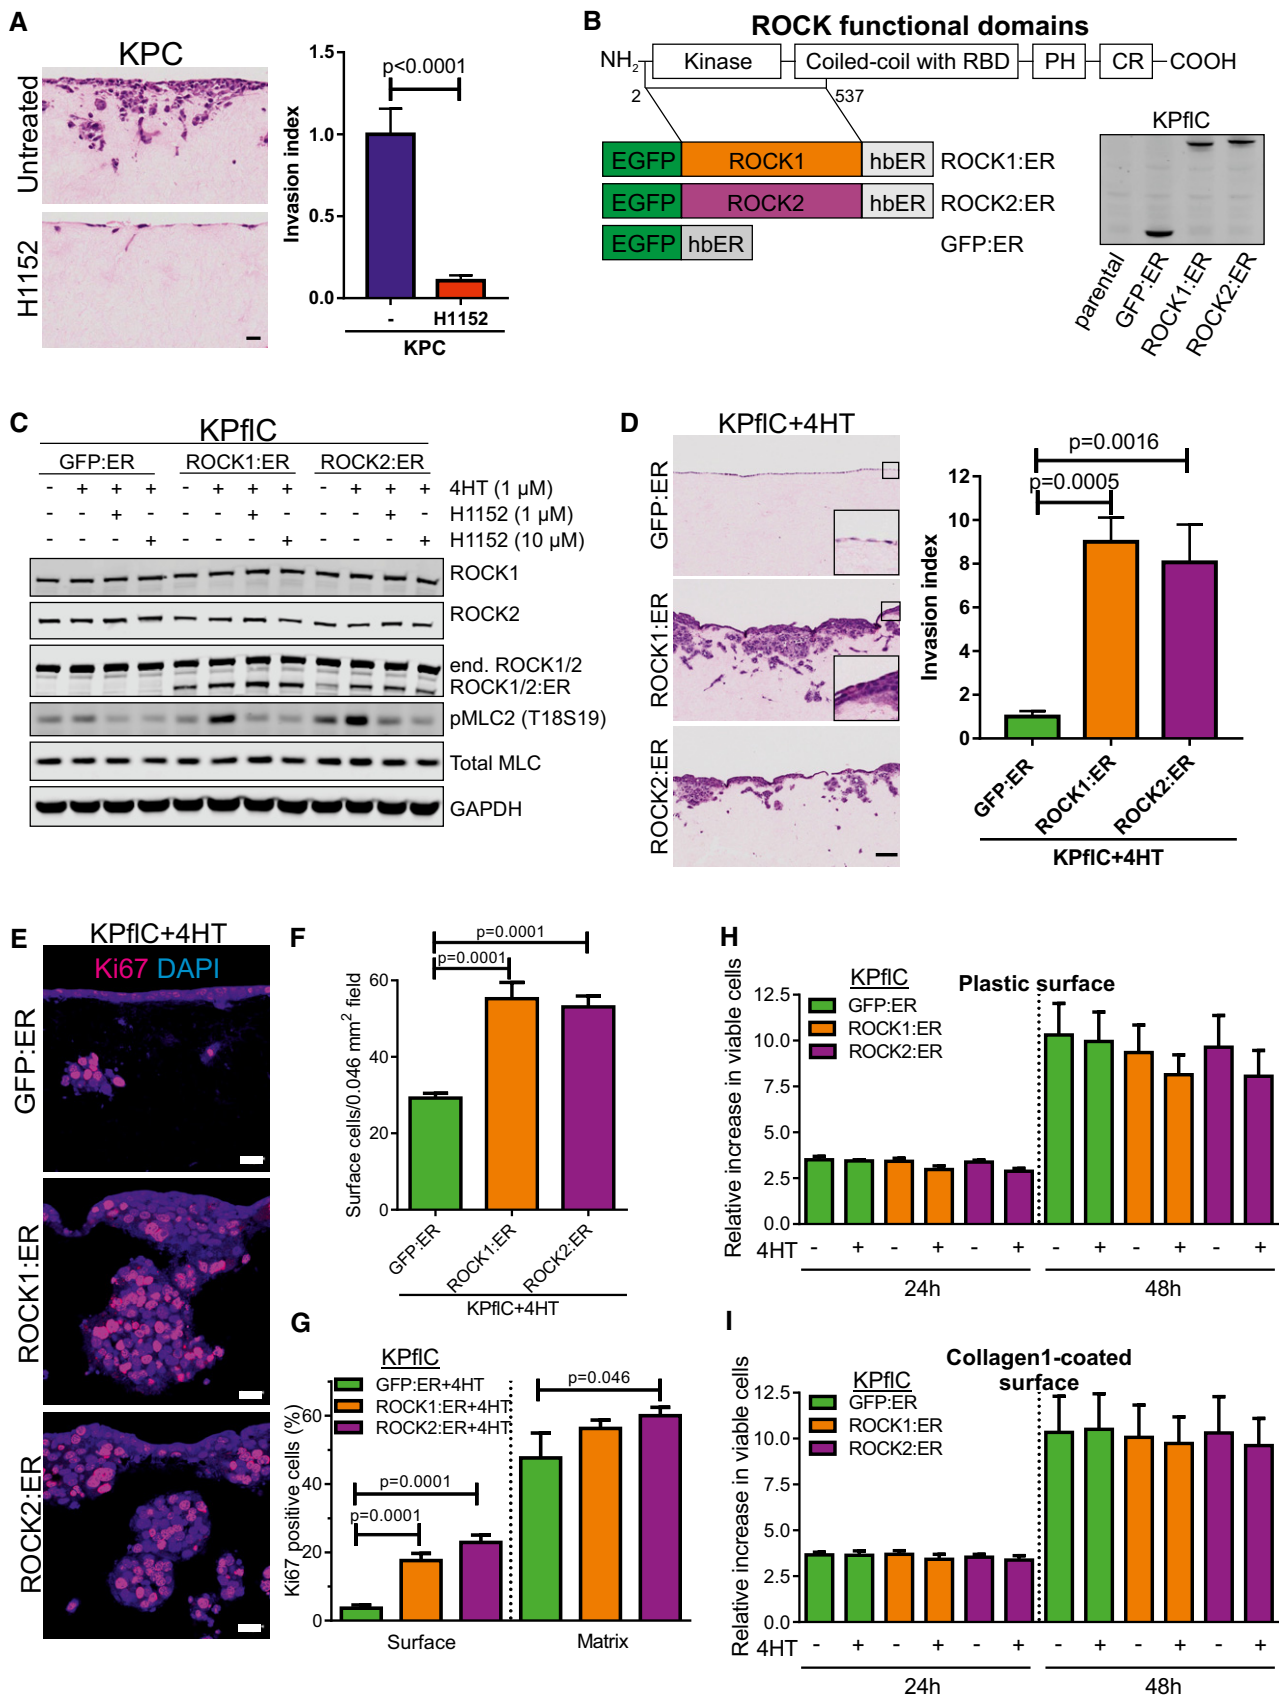 A
KPC
Untreated
H1152
Invasion index
1.5
1.0
0.5
0.0
p<0.0001
-
H1152
KPC
B
ROCK functional domains
NH2
Kinase
Coiled-coil with RBD
PH
CR
COOH
2
537
EGFP
ROCK1
hbER
ROCK1:ER
EGFP
ROCK2
hbER
ROCK2:ER
EGFP
hbER
GFP:ER
KPflC
parental
GFP:ER
ROCK1:ER
ROCK2:ER
C
KPflC
GFP:ER ROCK1:ER ROCK2:ER
- + + + - + + + - + + + 4HT (1 µM)
- - + - - - + - - - + - H1152 (1 µM)
- - - + - - - + - - - + H1152 (10 µM)
ROCK1
ROCK2
end. ROCK1/2
ROCK1/2:ER
pMLC2 (T18S19)
Total MLC
GAPDH
D
KPflC+4HT
GFP:ER
ROCK1:ER
ROCK2:ER
Invasion index
12
10
8
6
4
2
0
p=0.0016
p=0.0005
GFP:ER
ROCK1:ER
ROCK2:ER
KPflC+4HT
E
KPflC+4HT
Ki67 DAPI
GFP:ER
ROCK1:ER
ROCK2:ER
F
Surface cells/0.046 mm2 field
60
40
20
0
p=0.0001
p=0.0001
GFP:ER
ROCK1:ER
ROCK2:ER
KPflC+4HT
G
KPflC
GFP:ER+4HT
ROCK1:ER+4HT
ROCK2:ER+4HT
Ki67 positive cells (%)
60
40
20
0
p=0.0001
p=0.0001
p=0.046
Surface
Matrix
H
KPflC
GFP:ER
ROCK1:ER
ROCK2:ER
Plastic surface
Relative increase in viable cells
12.5
10.0
7.5
5.0
2.5
0.0
4HT - + - + - + - + - + - +
24h
48h
I
KPflC
GFP:ER
ROCK1:ER
ROCK2:ER
Collagen1-coated
surface
Relative increase in viable cells
12.5
10.0
7.5
5.0
2.5
0.0
4HT - + - + - + - + - + - +
24h
48h